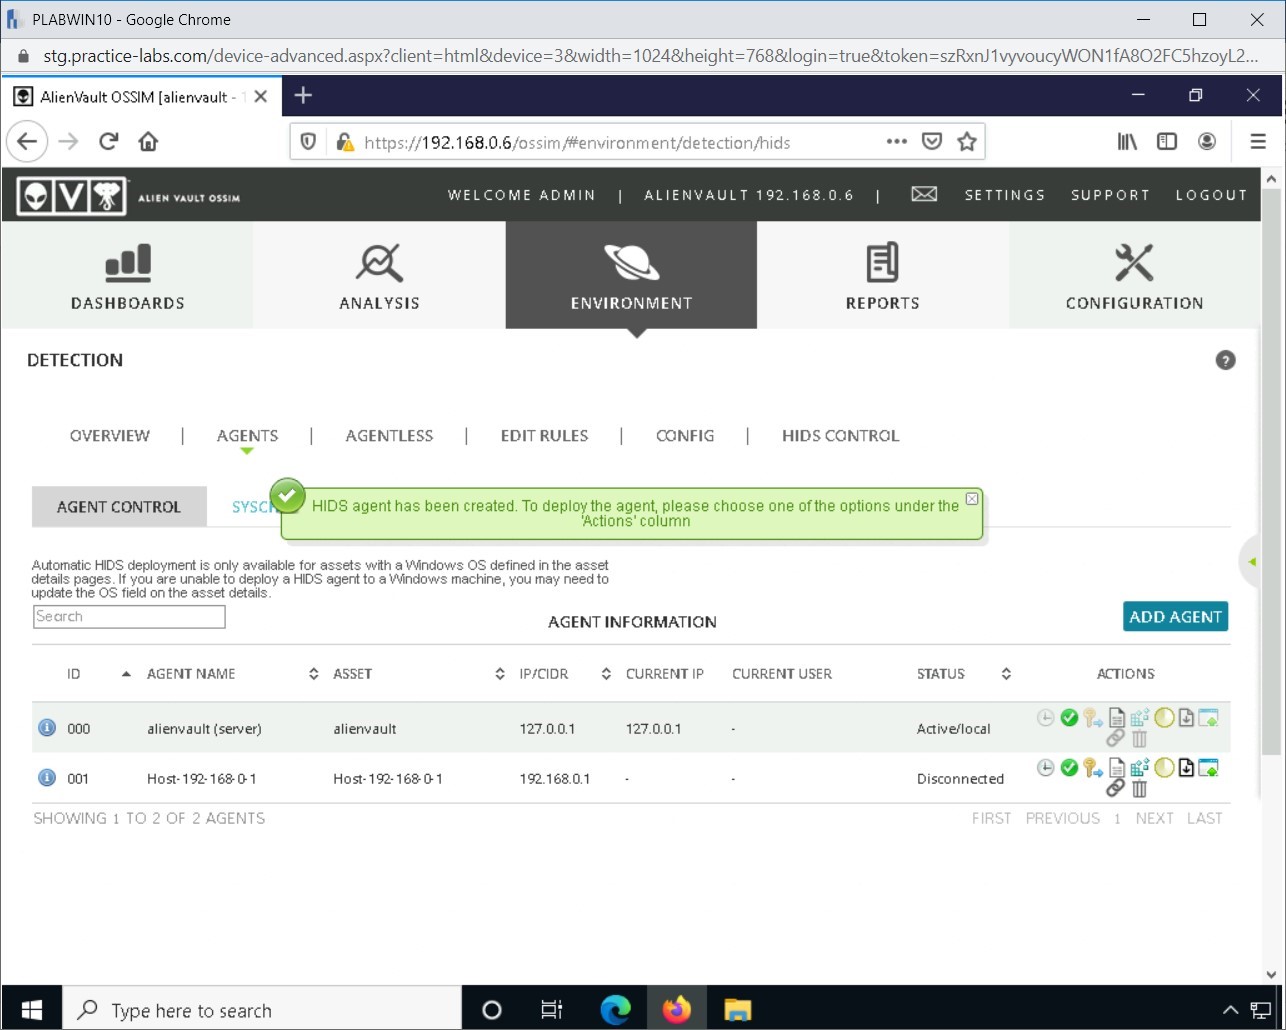 PLABWIN10 - Google Chrome
stg.practice-labs.com/device-advanced.aspx?client=html&device=3&width=1024&height=768&login=true&token=szRxnJ1vyvoucyWON1fA8O2FC5hzoyL2...
AlienVault OSSIM [alienvault - 1
https://192.168.0.6/ossim/#environment/detection/hids
V
ALIEN VAULT OSSIM
WELCOME ADMIN | ALIENVAULT 192.168.0.6 | SETTINGS SUPPORT LOGOUT
DASHBOARDS ANALYSIS ENVIRONMENT REPORTS CONFIGURATION
DETECTION
?
OVERVIEW | AGENTS | AGENTLESS | EDIT RULES | CONFIG | HIDS CONTROL
AGENT CONTROL
HIDS agent has been created. To deploy the agent, please choose one of the options under the
'Actions' column
Automatic HIDS deployment is only available for assets with a Windows OS defined in the asset
details pages. If you are unable to deploy a HIDS agent to a Windows machine, you may need to
update the OS field on the asset details.
Search
AGENT INFORMATION
ADD AGENT
ID AGENT NAME ASSET IP/CIDR CURRENT IP CURRENT USER STATUS ACTIONS
000 alienvault (server) alienvault 127.0.0.1 127.0.0.1 - Active/local
001 Host-192-168-0-1 Host-192-168-0-1 192.168.0.1 - - Disconnected
SHOWING 1 TO 2 OF 2 AGENTS
FIRST PREVIOUS 1 NEXT LAST
Type here to search